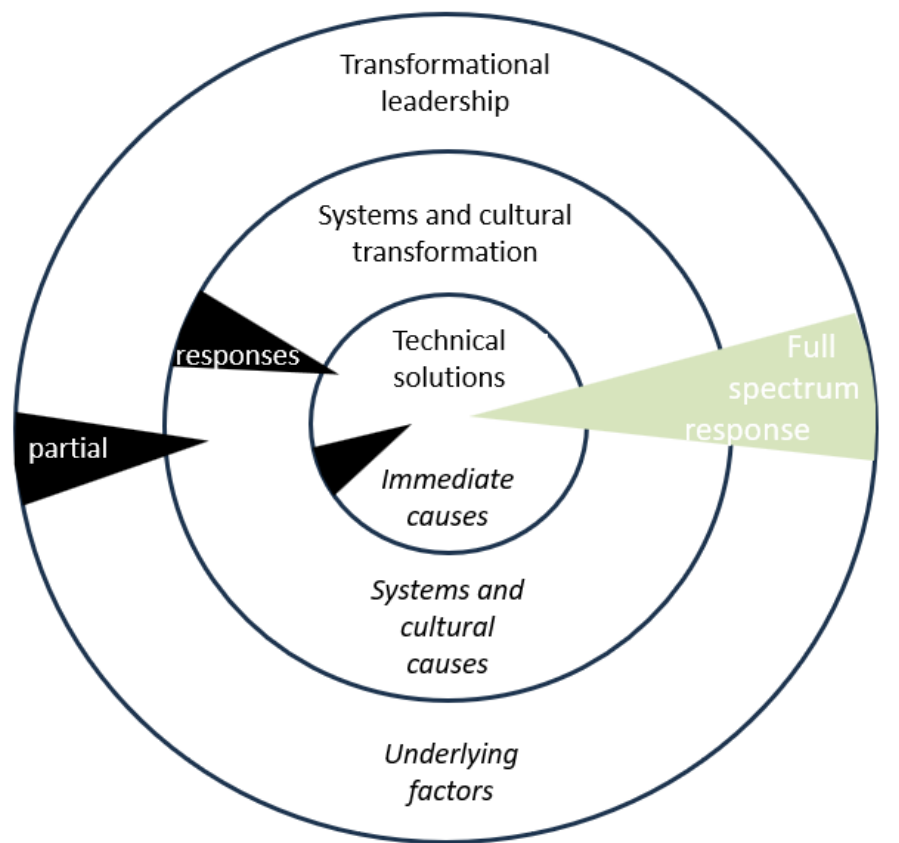 Transformational
leadership
Systems and cultural
transformation
Technical
solutions
responses
partial
Full
spectrum
response
Immediate
causes
Systems and
cultural
causes
Underlying
factors